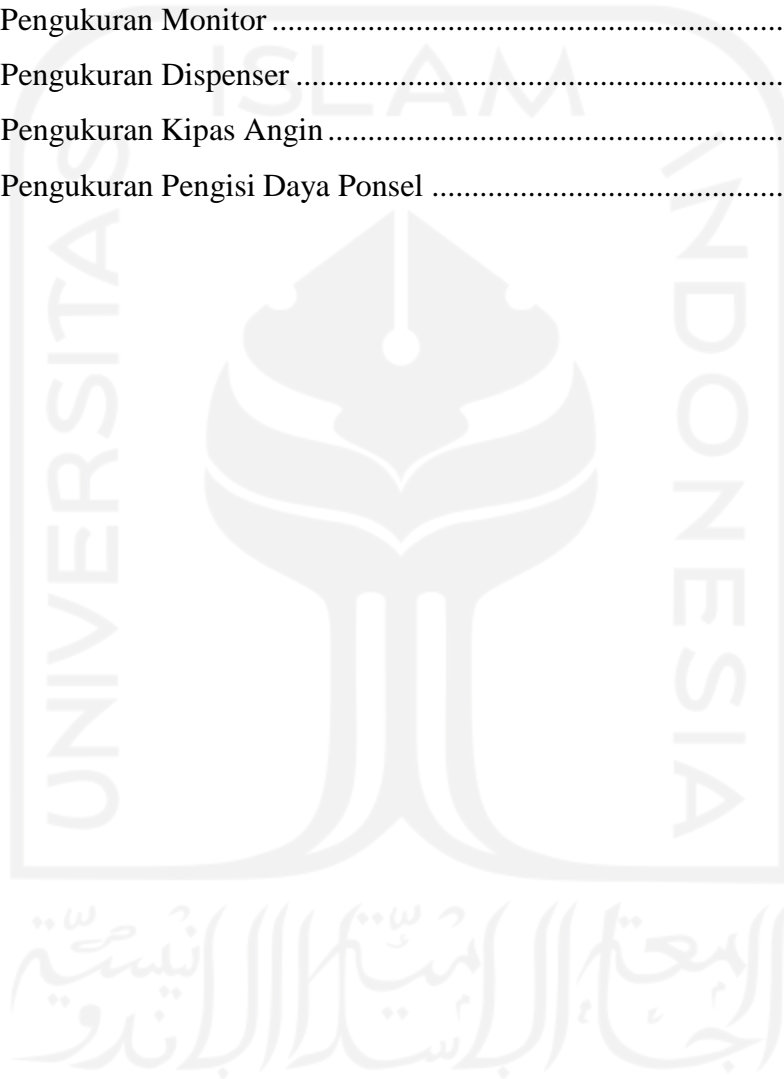 Pengukuran Monitor ................................................................
Pengukuran Dispenser .............................................................
Pengukuran Kipas Angin .........................................................
Pengukuran Pengisi Daya Ponsel ............................................
ISLAM
UNIVERSITAS
INDONESIA